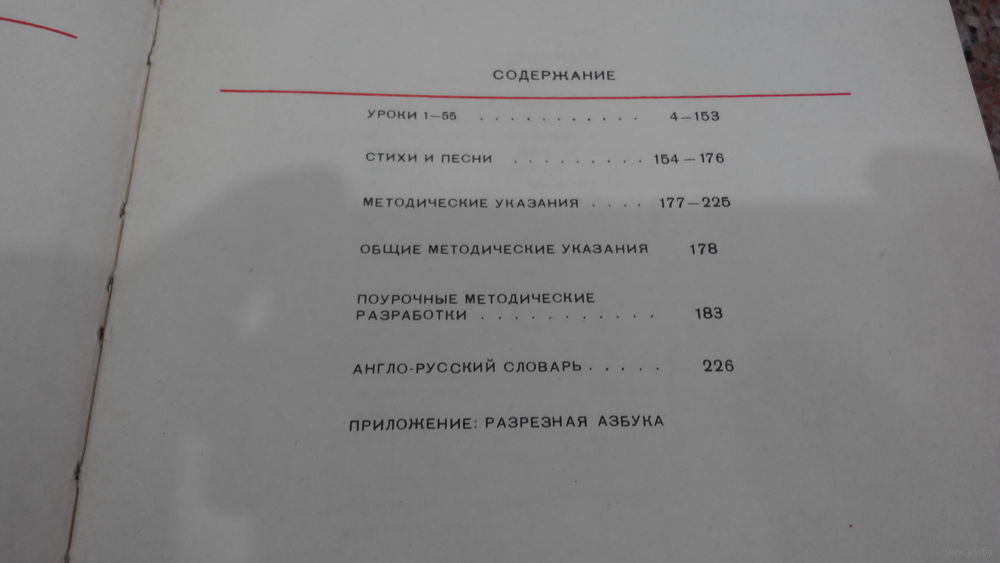 СОДЕРЖАНИЕ
УРОКИ 1—55 . . . . . . . . . . . 4—153
СТИХИ И ПЕСНИ . . . . . . . . . 154—176
МЕТОДИЧЕСКИЕ УКАЗАНИЯ . . . . 177—225
ОБЩИЕ МЕТОДИЧЕСКИЕ УКАЗАНИЯ 178
ПОУРОЧНЫЕ МЕТОДИЧЕСКИЕ
РАЗРАБОТКИ . . . . . . . . . . . 183
АНГЛО-РУССКИЙ СЛОВАРЬ . . . . . 226
ПРИЛОЖЕНИЕ: РАЗРЕЗНАЯ АЗБУКА